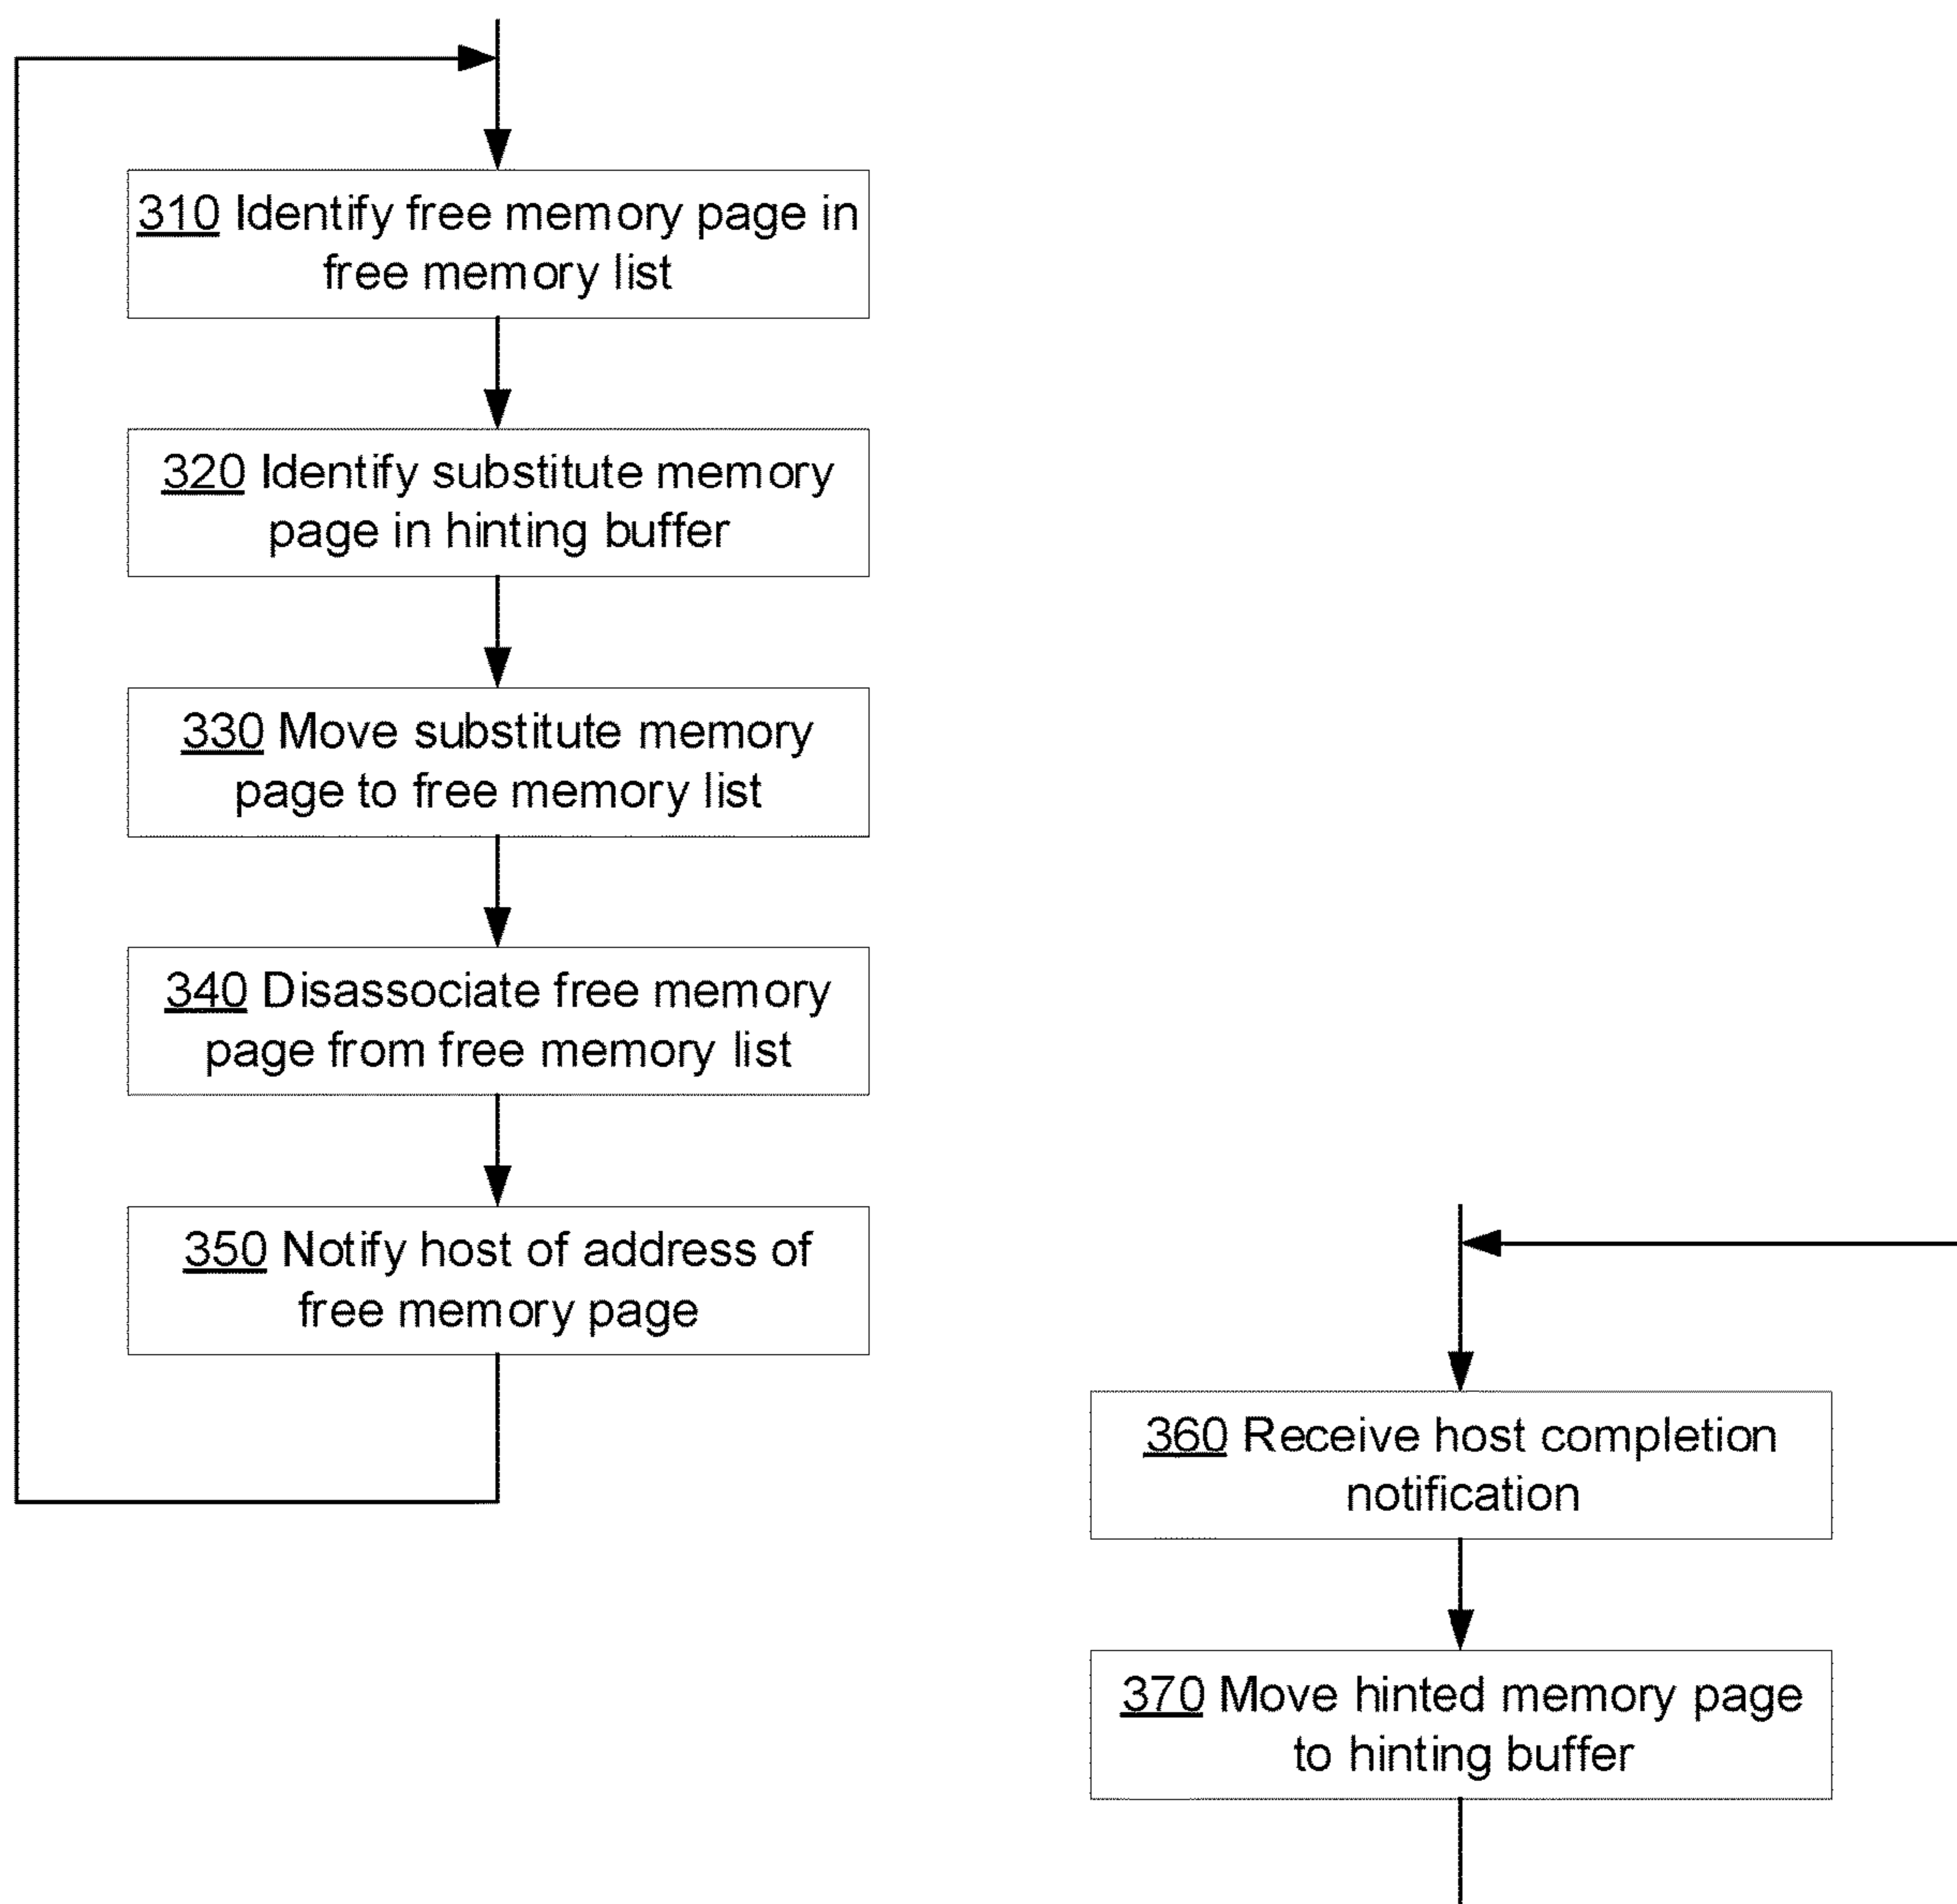 310 Identify free memory page in
free memory list
320 Identify substitute memory
page in hinting buffer
330 Move substitute memory
page to free memory list
340 Disassociate free memory
page from free memory list
350 Notify host of address of
free memory page
360 Receive host completion
notification
370 Move hinted memory page
to hinting buffer